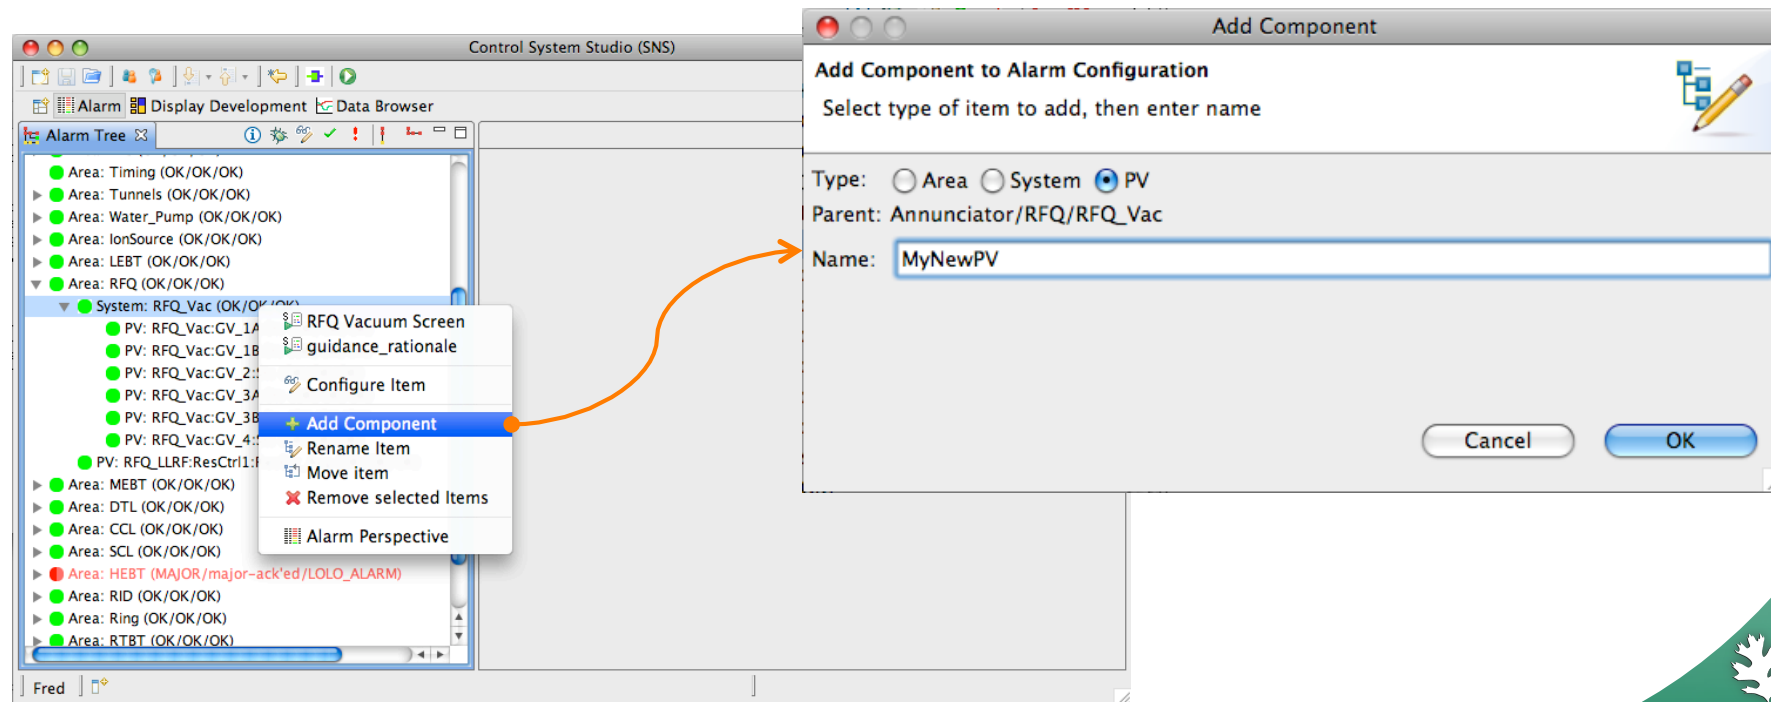 Control System Studio (SNS)
Alarm
Display Development
Data Browser
Alarm Tree
Area: Timing (OK/OK/OK)
Area: Tunnels (OK/OK/OK)
Area: Water_Pump (OK/OK/OK)
Area: IonSource (OK/OK/OK)
Area: LEBT (OK/OK/OK)
Area: RFQ (OK/OK/OK)
System: RFQ_Vac (OK/OK/OK)
PV: RFQ_Vac:GV_1A
PV: RFQ_Vac:GV_1B
PV: RFQ_Vac:GV_2:
PV: RFQ_Vac:GV_3A
PV: RFQ_Vac:GV_3B
PV: RFQ_Vac:GV_4:
PV: RFQ_LLRF:ResCtrl1:
Area: MEBT (OK/OK/OK)
Area: DTL (OK/OK/OK)
Area: CCL (OK/OK/OK)
Area: SCL (OK/OK/OK)
Area: HEBT (MAJOR/major-ack'ed/LOLO_ALARM)
Area: RID (OK/OK/OK)
Area: Ring (OK/OK/OK)
Area: RTBT (OK/OK/OK)
Fred
RFQ Vacuum Screen
guidance_rationale
Configure Item
Add Component
Rename Item
Move item
Remove selected Items
Alarm Perspective
Add Component
Add Component to Alarm Configuration
Select type of item to add, then enter name
Type: Area System PV
Parent: Annunciator/RFQ/RFQ_Vac
Name: MyNewPV
Cancel OK